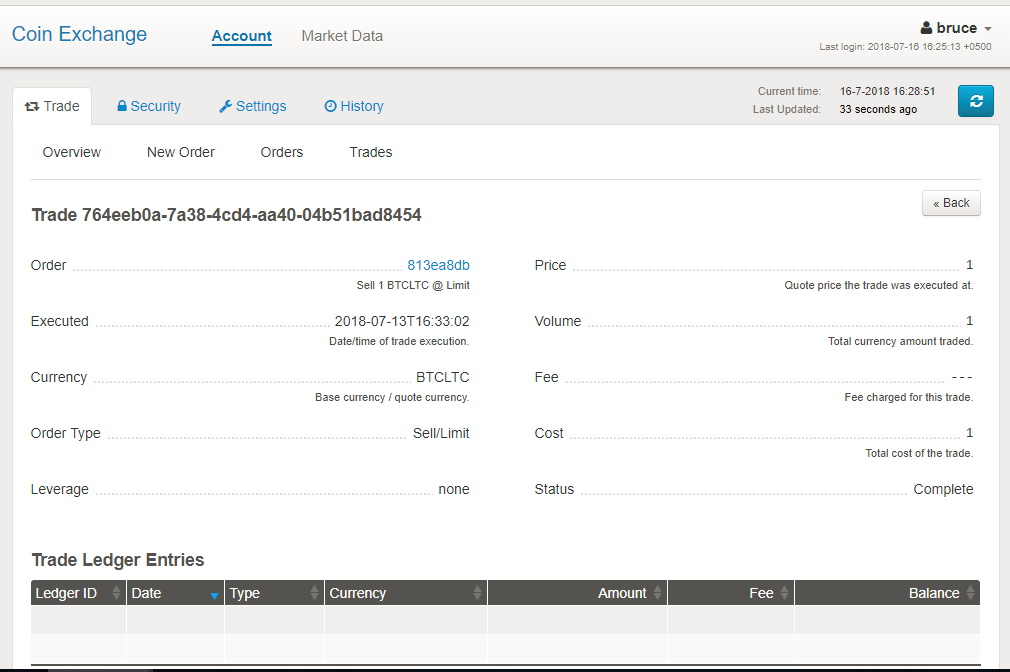 Coin Exchange Account Market Data bruce
Last login: 2018-07-16 16:25:13 +0500
Trade Security Settings History
Current time: 16-7-2018 16:28:51
Last Updated: 33 seconds ago
Overview New Order Orders Trades
Trade 764eeb0a-7a38-4cd4-aa40-04b51bad8454
« Back
Order 813ea8db
Sell 1 BTCLTC @ Limit
Executed 2018-07-13T16:33:02
Date/time of trade execution.
Currency BTCLTC
Base currency / quote currency.
Order Type Sell/Limit
Leverage none
Price 1
Quote price the trade was executed at.
Volume 1
Total currency amount traded.
Fee ---
Fee charged for this trade.
Cost 1
Total cost of the trade.
Status Complete
Trade Ledger Entries
Ledger ID Date Type Currency Amount Fee Balance